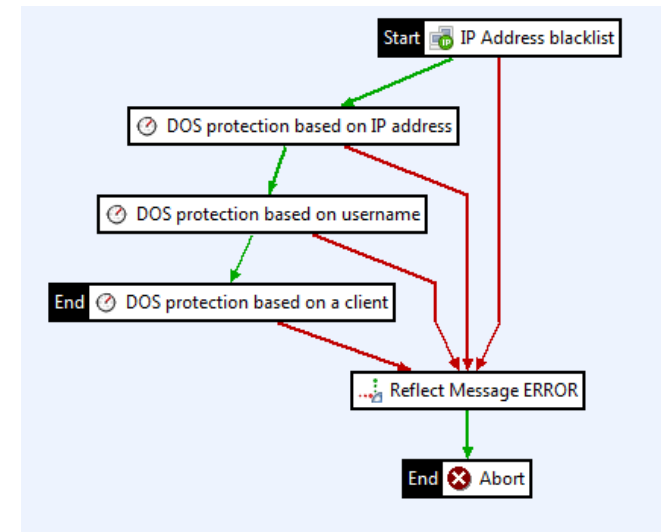 Start IP Address blacklist
DOS protection based on IP address
DOS protection based on username
End DOS protection based on a client
Reflect Message ERROR
End Abort